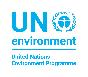 UN
environment
United Nations
Environment Programme